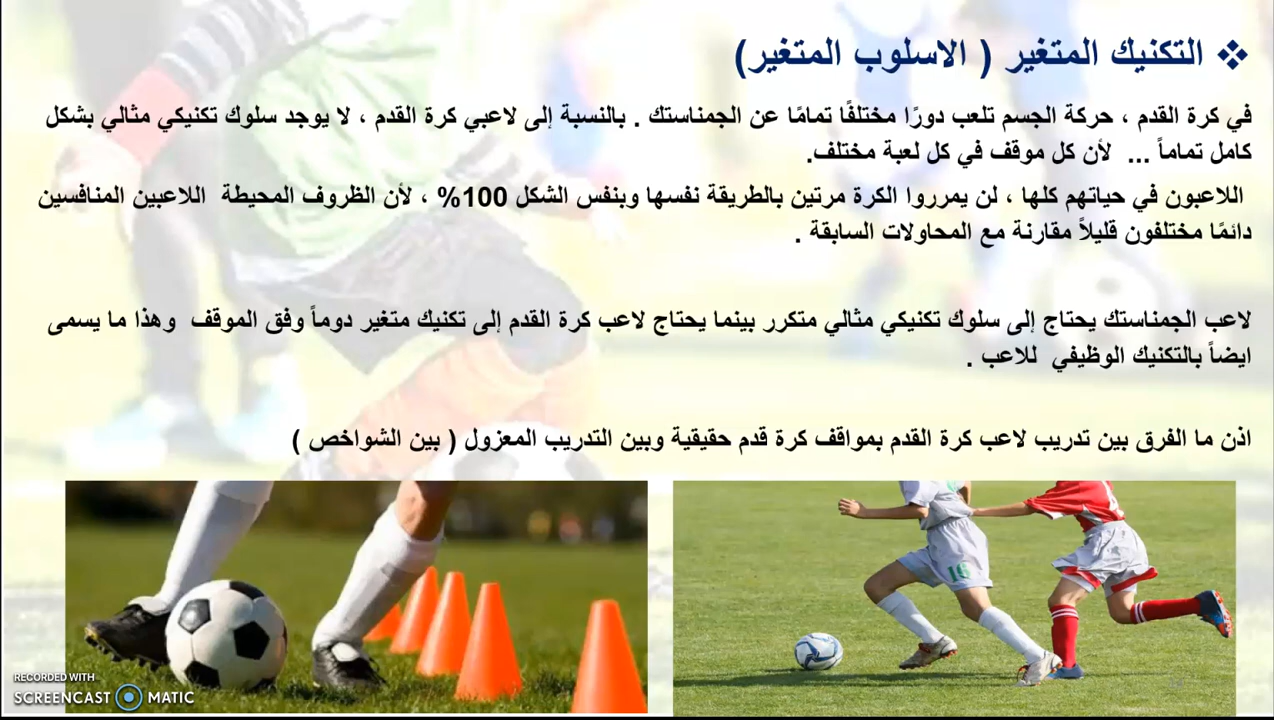 ❖ التكنيك المتغير ( الاسلوب المتغير)
في كرة القدم ، حركة الجسم تلعب دورًا مختلفًا تمامًا عن الجمناستك . بالنسبة إلى لاعبي كرة القدم ، لا يوجد سلوك تكنيكي مثالي بشكل
كامل تماماً ... لأن كل موقف في كل لعبة مختلف.
اللاعبون في حياتهم كلها ، لن يمرروا الكرة مرتين بالطريقة نفسها وبنفس الشكل 100% ، لأن الظروف المحيطة اللاعبين المنافسين
دائمًا مختلفون قليلاً مقارنة مع المحاولات السابقة .
لاعب الجمناستك يحتاج إلى سلوك تكنيكي مثالي متكرر بينما يحتاج لاعب كرة القدم إلى تكنيك متغير دوماً وفق الموقف وهذا ما يسمى
ايضاً بالتكنيك الوظيفي للاعب .
اذن ما الفرق بين تدريب لاعب كرة القدم بمواقف كرة قدم حقيقية وبين التدريب المعزول ( بين الشواخص )
16
RECORDED WITH
SCREENCAST MATIC